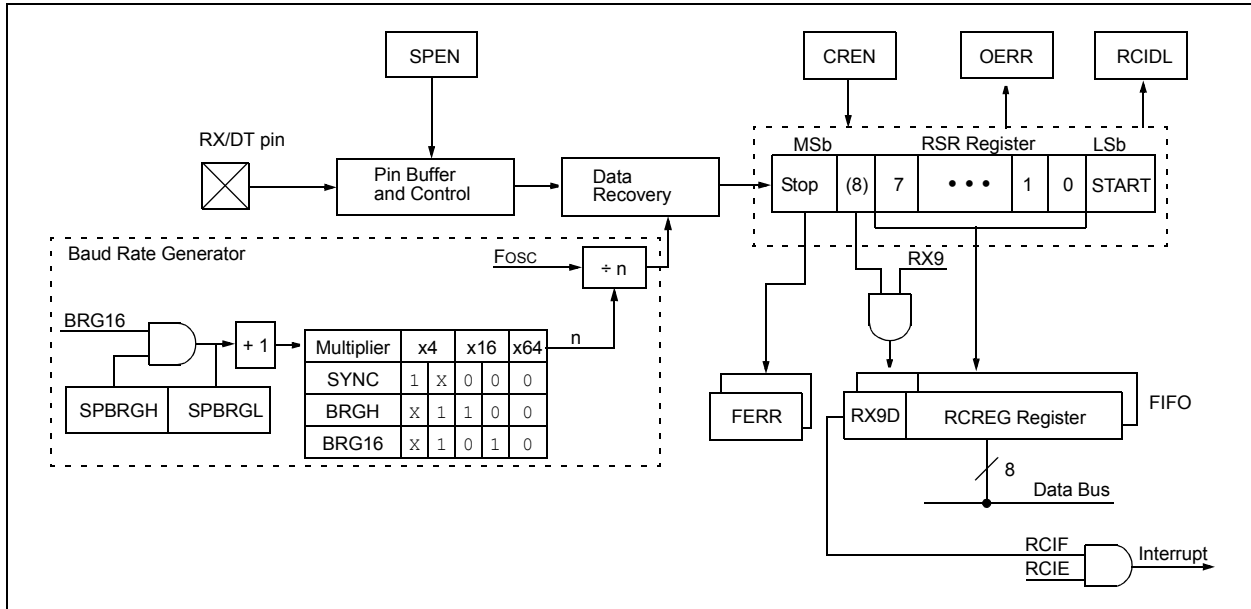 SPEN
CREN
OERR
RCIDL
RX/DT pin
MSb
RSR Register
LSb
Pin Buffer
and Control
Data
Recovery
Stop (8) 7 • • • 1 0 START
Baud Rate Generator
FOSC
÷ n
RX9
BRG16
+ 1
n
Multiplier x4 x16 x64
SYNC 1 X 0 0 0
BRGH X 1 1 0 0
BRG16 X 1 0 1 0
SPBRGH SPBRGL
FERR
RX9D RCREG Register
FIFO
8
Data Bus
RCIF
RCIE
Interrupt